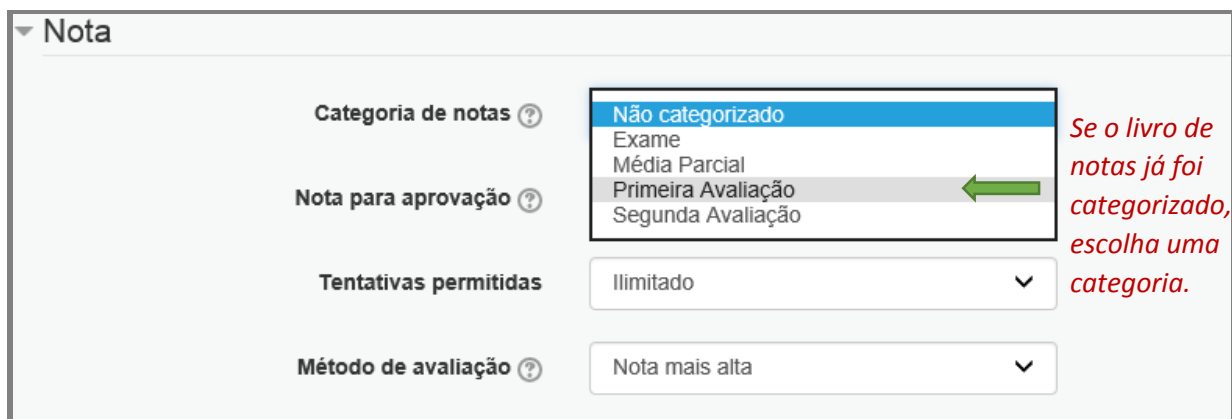 Nota
Categoria de notas
Não categorizado
Exame
Média Parcial
Primeira Avaliação
Segunda Avaliação
Se o livro de
notas já foi
categorizado,
escolha uma
categoria.
Nota para aprovação
Tentativas permitidas
Ilimitado
Método de avaliação
Nota mais alta